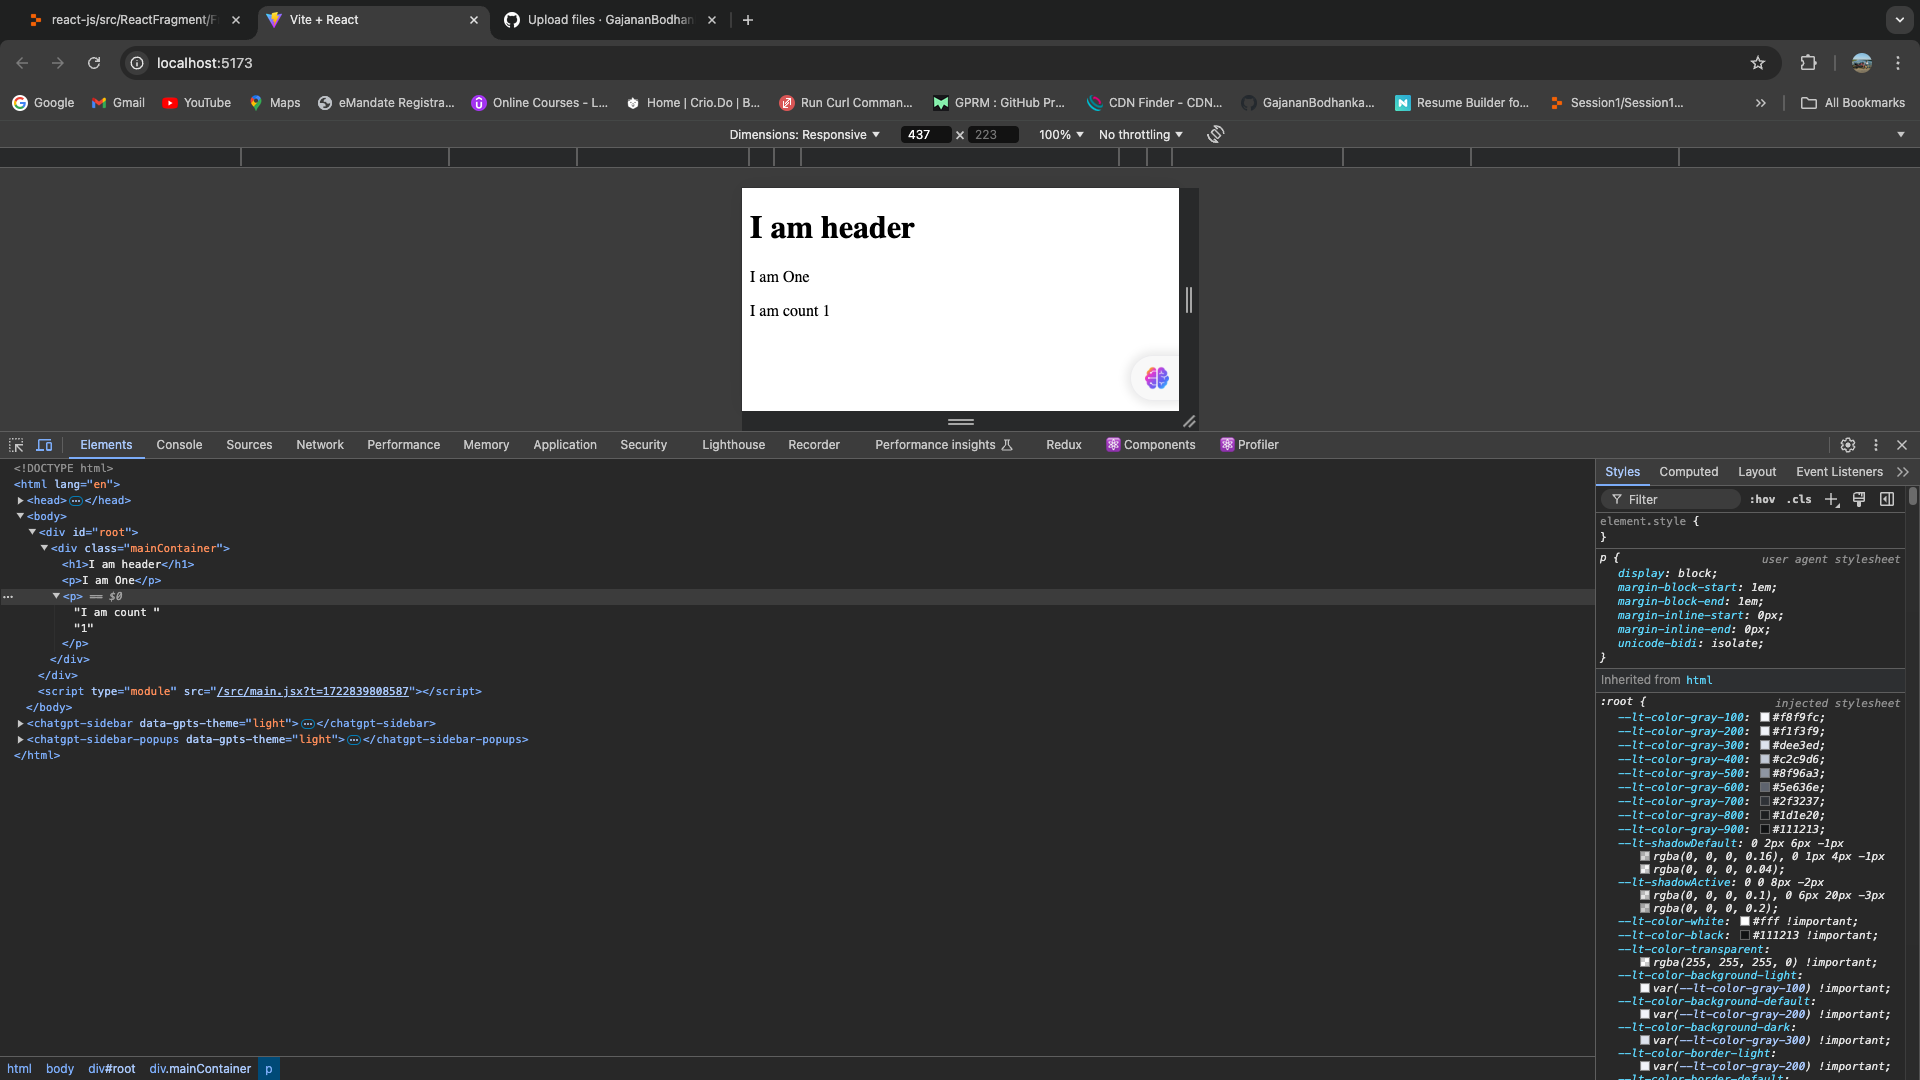 react-js/src/ReactFragment/F
Vite + React
Upload files · GajananBodhan
localhost:5173
Google
Gmail
YouTube
Maps
eMandate Registra...
Online Courses - L...
Home | Crio.Do | B...
Run Curl Comman...
GPRM : GitHub Pr...
CDN Finder - CDN...
GajananBodhanka...
Resume Builder fo...
Session1/Session1...
All Bookmarks
Dimensions: Responsive 437 × 223 100% No throttling
I am header
I am One
I am count 1
Elements Console Sources Network Performance Memory Application Security Lighthouse Recorder Performance insights Redux Components Profiler
<!DOCTYPE html>
<html lang="en">
<head>…</head>
<body>
<div id="root">
<div class="mainContainer">
<h1>I am header</h1>
<p>I am One</p>
<p> == $0
"I am count "
"1"
</p>
</div>
</div>
<script type="module" src="/src/main.jsx?t=1722839808587"></script>
</body>
<chatgpt-sidebar data-gpts-theme="light">…</chatgpt-sidebar>
<chatgpt-sidebar-popups data-gpts-theme="light">…</chatgpt-sidebar-popups>
</html>
html body div#root div.mainContainer p
Styles Computed Layout Event Listeners
Filter :hov .cls
element.style {
}
p { user agent stylesheet
display: block;
margin-block-start: 1em;
margin-block-end: 1em;
margin-inline-start: 0px;
margin-inline-end: 0px;
unicode-bidi: isolate;
}
Inherited from html
:root { injected stylesheet
--lt-color-gray-100: #f8f9fc;
--lt-color-gray-200: #f1f3f9;
--lt-color-gray-300: #dee3ed;
--lt-color-gray-400: #c2c9d6;
--lt-color-gray-500: #8f96a3;
--lt-color-gray-600: #5e636e;
--lt-color-gray-700: #2f3237;
--lt-color-gray-800: #1d1e20;
--lt-color-gray-900: #111213;
--lt-shadowDefault: 0 2px 6px -1px
rgba(0, 0, 0, 0.16), 0 1px 4px -1px
rgba(0, 0, 0, 0.04);
--lt-shadowActive: 0 0 8px -2px
rgba(0, 0, 0, 0.1), 0 6px 20px -3px
rgba(0, 0, 0, 0.2);
--lt-color-white: #fff !important;
--lt-color-black: #111213 !important;
--lt-color-transparent:
rgba(255, 255, 255, 0) !important;
--lt-color-background-light:
var(--lt-color-gray-100) !important;
--lt-color-background-default:
var(--lt-color-gray-200) !important;
--lt-color-background-dark:
var(--lt-color-gray-300) !important;
--lt-color-border-light:
var(--lt-color-gray-200) !important;
--lt-color-border-default: